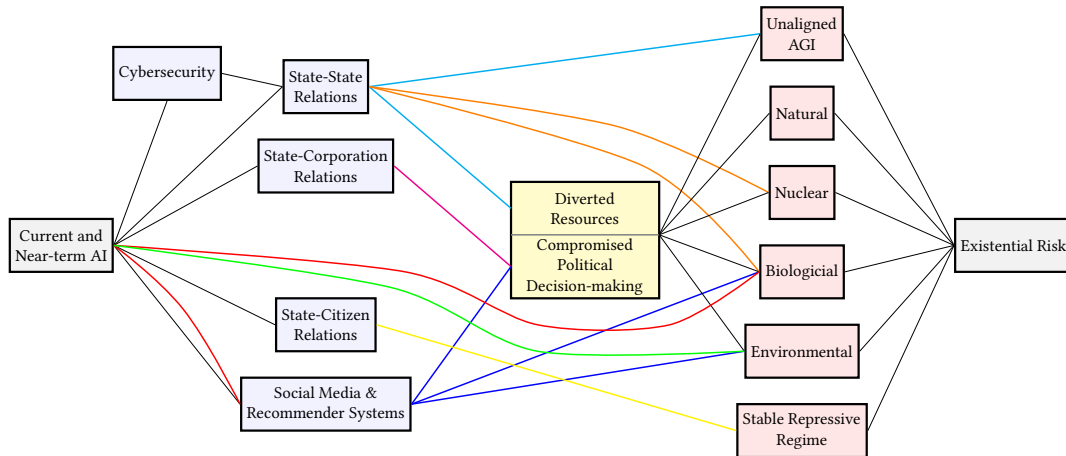 Current and
Near-term AI
Cybersecurity
State-State
Relations
State-Corporation
Relations
State-Citizen
Relations
Social Media &
Recommender Systems
Diverted
Resources
Compromised
Political
Decision-making
Unaligned
AGI
Natural
Nuclear
Biologicial
Environmental
Stable Repressive
Regime
Existential Risk